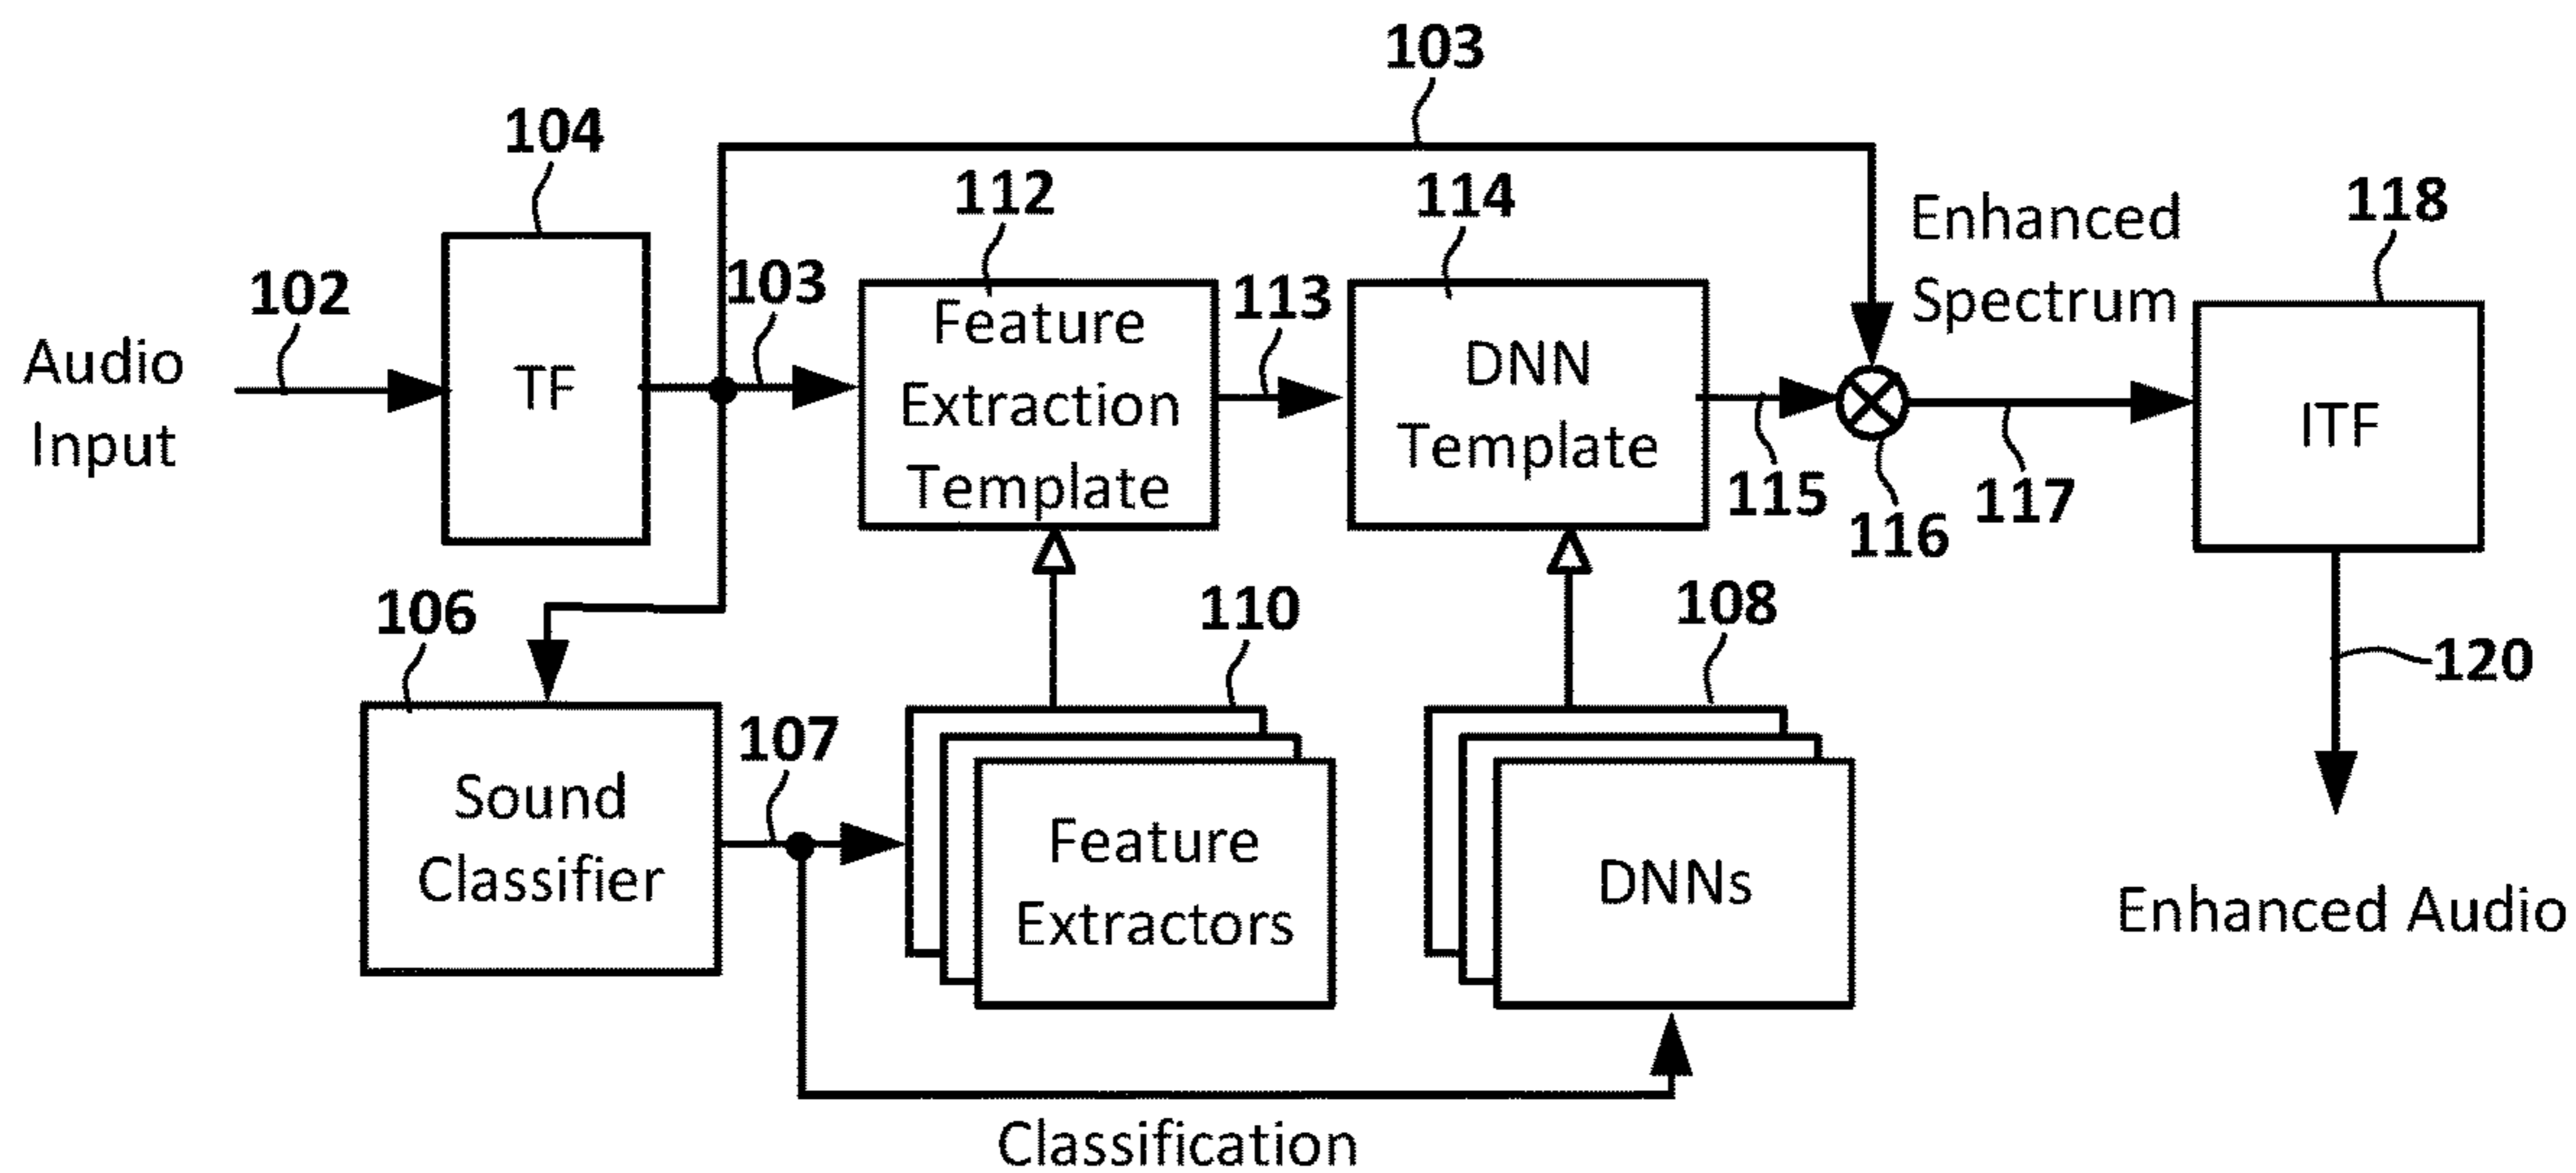 103
104
112
114
118
Enhanced
Spectrum
102
103
113
Audio
Input
TF
Feature
Extraction
Template
DNN
Template
ITF
115
116
117
106
110
108
120
107
Sound
Classifier
Feature
Extractors
DNNs
Enhanced Audio
Classification